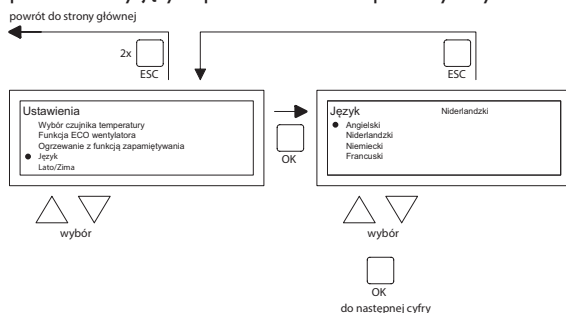 powrót do strony głównej
2x
ESC
ESC
Ustawienia
Wybór czujnika temperatury
Funkcja ECO wentylatora
Ogrzewanie z funkcją zapamiętywania
● Język
Lato/Zima
OK
Język Niderlandzki
● Angielski
Niderlandzki
Niemiecki
Francuski
wybór
wybór
OK
do następnej cyfry